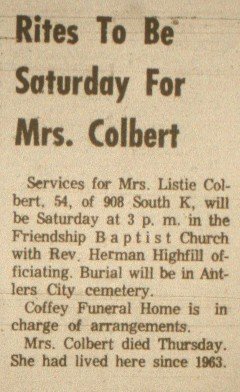 Rites To Be
Saturday For
Mrs. Colbert
Services for Mrs. Listie Col-
bert, 54, of 908 South K, will
be Saturday at 3 p. m. in the
Friendship Baptist Church
with Rev. Herman Highfill of-
ficiating. Burial will be in Ant-
lers City cemetery.
Coffey Funeral Home is in
charge of arrangements.
Mrs. Colbert died Thursday.
She had lived here since 1963.